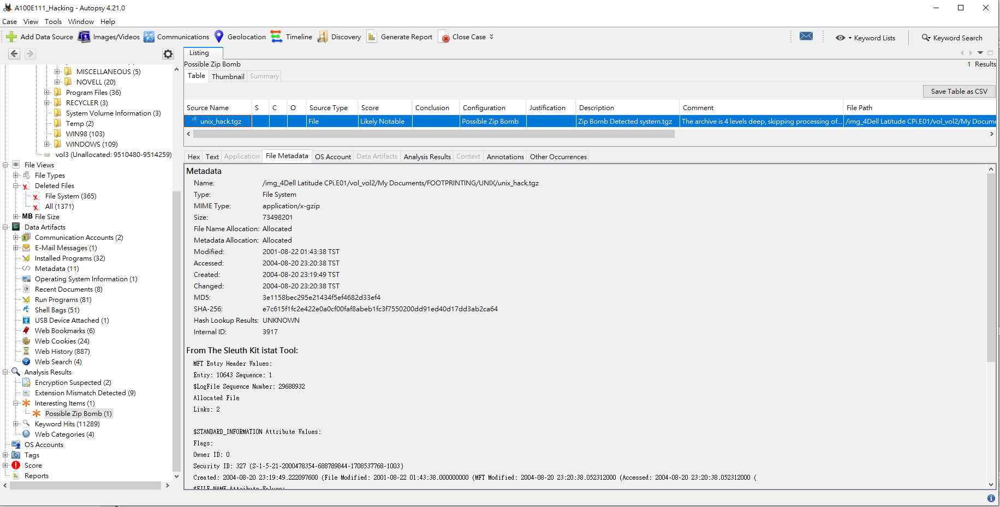 A100E111_Hacking - Autopsy 4.21.0
Case View Tools Window Help
Add Data Source Images/Videos Communications Geolocation Timeline Discovery Generate Report Close Case Keyword Lists Keyword Search
MISCELLANEOUS (5)
NOVELL (20)
Program Files (36)
RECYCLER (3)
System Volume Information (3)
Temp (2)
WIN98 (103)
WINDOWS (109)
vol3 (Unallocated: 9510480-9514259)
File Views
File Types
Deleted Files
File System (365)
All (1371)
MB File Size
Data Artifacts
Communication Accounts (2)
E-Mail Messages (1)
Installed Programs (32)
Metadata (11)
Operating System Information (1)
Recent Documents (8)
Run Programs (81)
Shell Bags (51)
USB Device Attached (1)
Web Bookmarks (6)
Web Cookies (24)
Web History (887)
Web Search (4)
Analysis Results
Encryption Suspected (2)
Extension Mismatch Detected (9)
Interesting Items (1)
Possible Zip Bomb (1)
Keyword Hits (11289)
Web Categories (4)
OS Accounts
Tags
Score
Reports
Listing
Possible Zip Bomb
1 Results
Table Thumbnail Summary
Save Table as CSV
Source Name S C O Source Type Score Conclusion Configuration Justification Description Comment File Path
unix_hack.tgz File Likely Notable Possible Zip Bomb Zip Bomb Detected system.tgz The archive is 4 levels deep, skipping processing of... /img_4Dell Latitude CPi.E01/vol_vol2/My Docume
Hex Text Application File Metadata OS Account Data Artifacts Analysis Results Context Annotations Other Occurrences
Metadata
Name: /img_4Dell Latitude CPi.E01/vol_vol2/My Documents/FOOTPRINTING/UNIX/unix_hack.tgz
Type: File System
MIME Type: application/x-gzip
Size: 73498201
File Name Allocation: Allocated
Metadata Allocation: Allocated
Modified: 2001-08-22 01:43:38 TST
Accessed: 2004-08-20 23:20:38 TST
Created: 2004-08-20 23:19:49 TST
Changed: 2004-08-20 23:20:38 TST
MD5: 3e1158bec295e21434f5ef4682d33ef4
SHA-256: e7c615f1fc2e422e0a0cf00faf8abeb1fc3f7550200dd91ed40d17dd3ab2ca64
Hash Lookup Results: UNKNOWN
Internal ID: 3917
From The Sleuth Kit istat Tool:
MFT Entry Header Values:
Entry: 10643 Sequence: 1
$LogFile Sequence Number: 29688932
Allocated File
Links: 2
$STANDARD_INFORMATION Attribute Values:
Flags:
Owner ID: 0
Security ID: 327 (S-1-5-21-2000478354-688789844-1708537768-1003)
Created: 2004-08-20 23:19:49.222097600 (File Modified: 2001-08-22 01:43:38.000000000 (MFT Modified: 2004-08-20 23:20:38.052312000 (Accessed: 2004-08-20 23:20:38.052312000 (
$FILE_NAME Attribute Values: